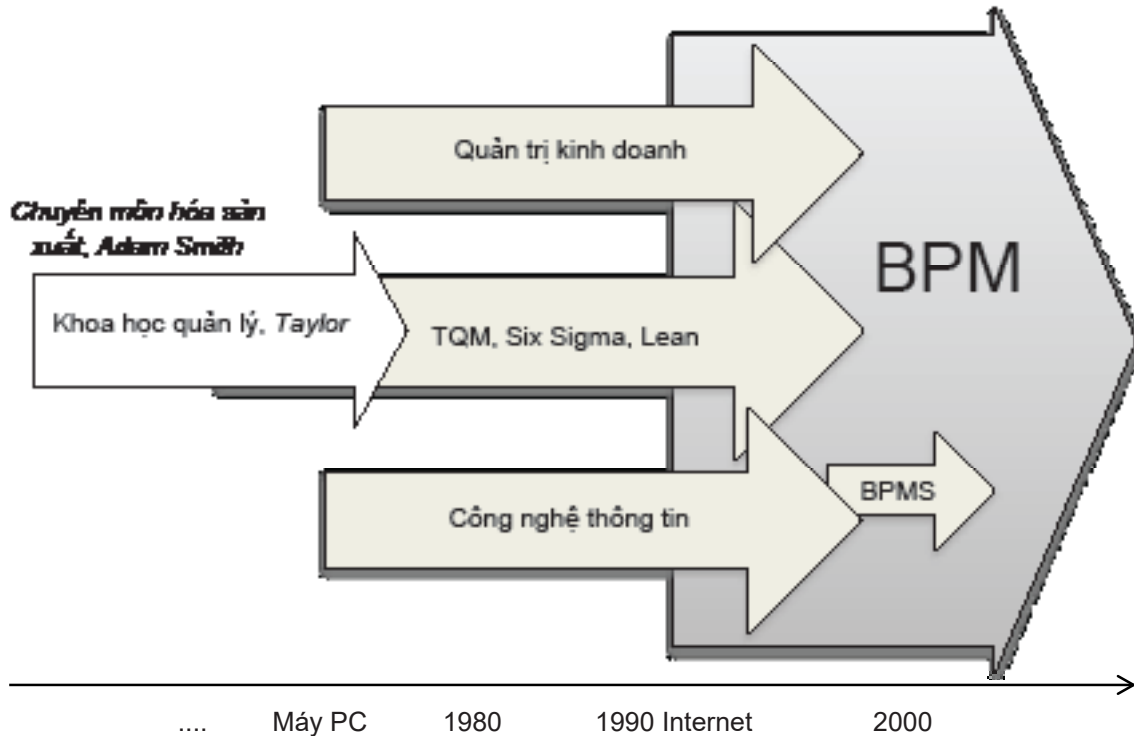 Quản trị kinh doanh
Chuyên môn hóa sản
xuất, Adam Smith
BPM
Khoa học quản lý, Taylor
TQM, Six Sigma, Lean
BPMS
Công nghệ thông tin
.... Máy PC 1980 1990 Internet 2000